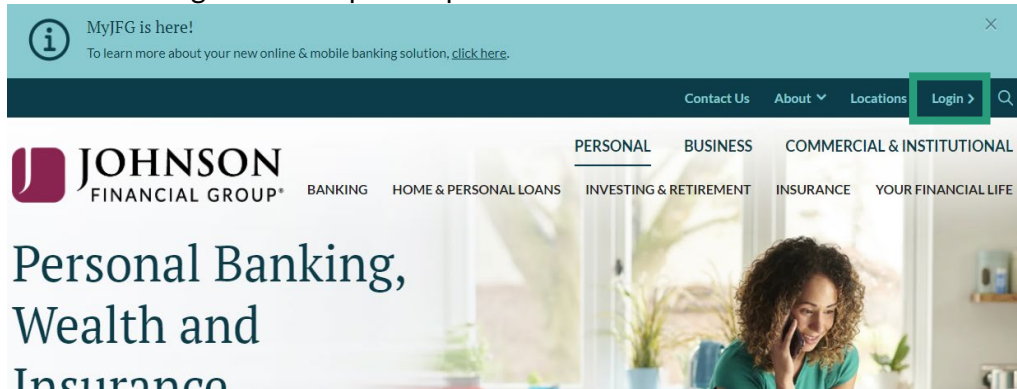 MyJFG is here!
To learn more about your new online & mobile banking solution, click here.
Contact Us About Locations Login >
PERSONAL BUSINESS COMMERCIAL & INSTITUTIONAL
JOHNSON
FINANCIAL GROUP®
BANKING HOME & PERSONAL LOANS INVESTING & RETIREMENT INSURANCE YOUR FINANCIAL LIFE
Personal Banking,
Wealth and
Insurance